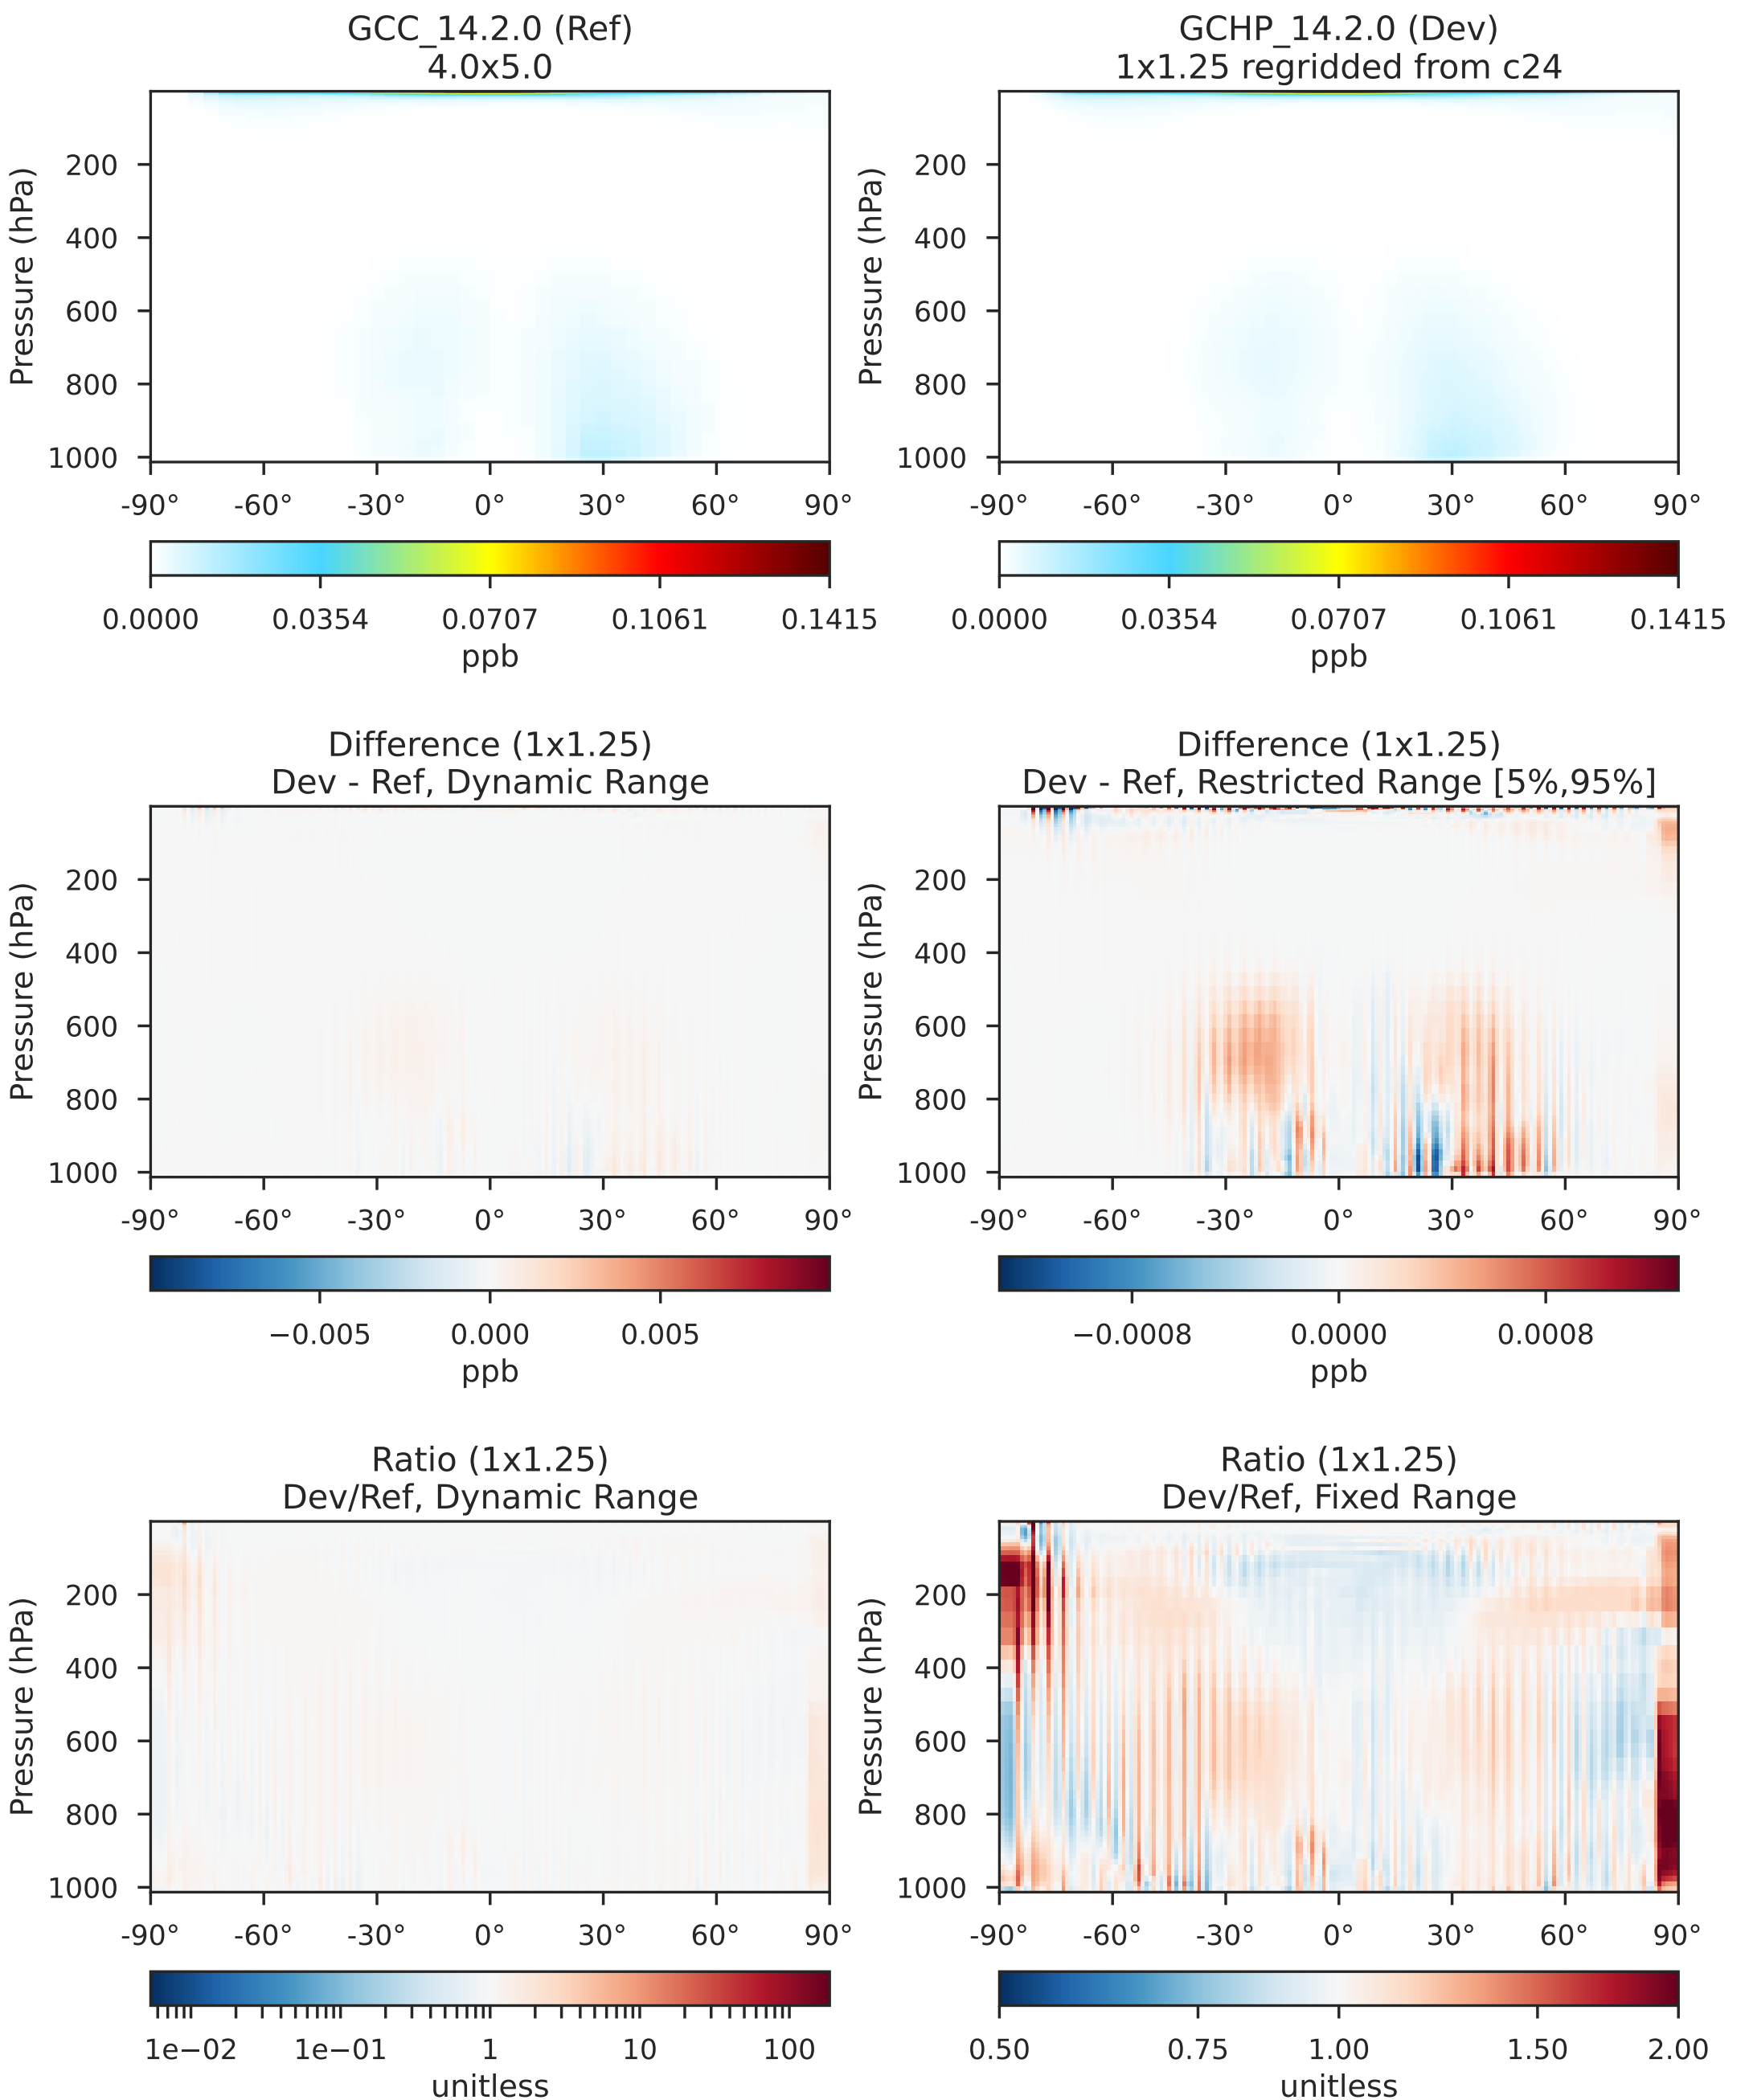 GCC_14.2.0 (Ref)
4.0x5.0
Pressure (hPa)
200
400
600
800
1000
-90° -60° -30° 0° 30° 60° 90°
0.0000 0.0354 0.0707 0.1061 0.1415
ppb
GCHP_14.2.0 (Dev)
1x1.25 regridded from c24
Pressure (hPa)
200
400
600
800
1000
-90° -60° -30° 0° 30° 60° 90°
0.0000 0.0354 0.0707 0.1061 0.1415
ppb
Difference (1x1.25)
Dev - Ref, Dynamic Range
Pressure (hPa)
200
400
600
800
1000
-90° -60° -30° 0° 30° 60° 90°
−0.005 0.000 0.005
ppb
Difference (1x1.25)
Dev - Ref, Restricted Range [5%,95%]
Pressure (hPa)
200
400
600
800
1000
-90° -60° -30° 0° 30° 60° 90°
−0.0008 0.0000 0.0008
ppb
Ratio (1x1.25)
Dev/Ref, Dynamic Range
Pressure (hPa)
200
400
600
800
1000
-90° -60° -30° 0° 30° 60° 90°
1e−02 1e−01 1 10 100
unitless
Ratio (1x1.25)
Dev/Ref, Fixed Range
Pressure (hPa)
200
400
600
800
1000
-90° -60° -30° 0° 30° 60° 90°
0.50 0.75 1.00 1.50 2.00
unitless